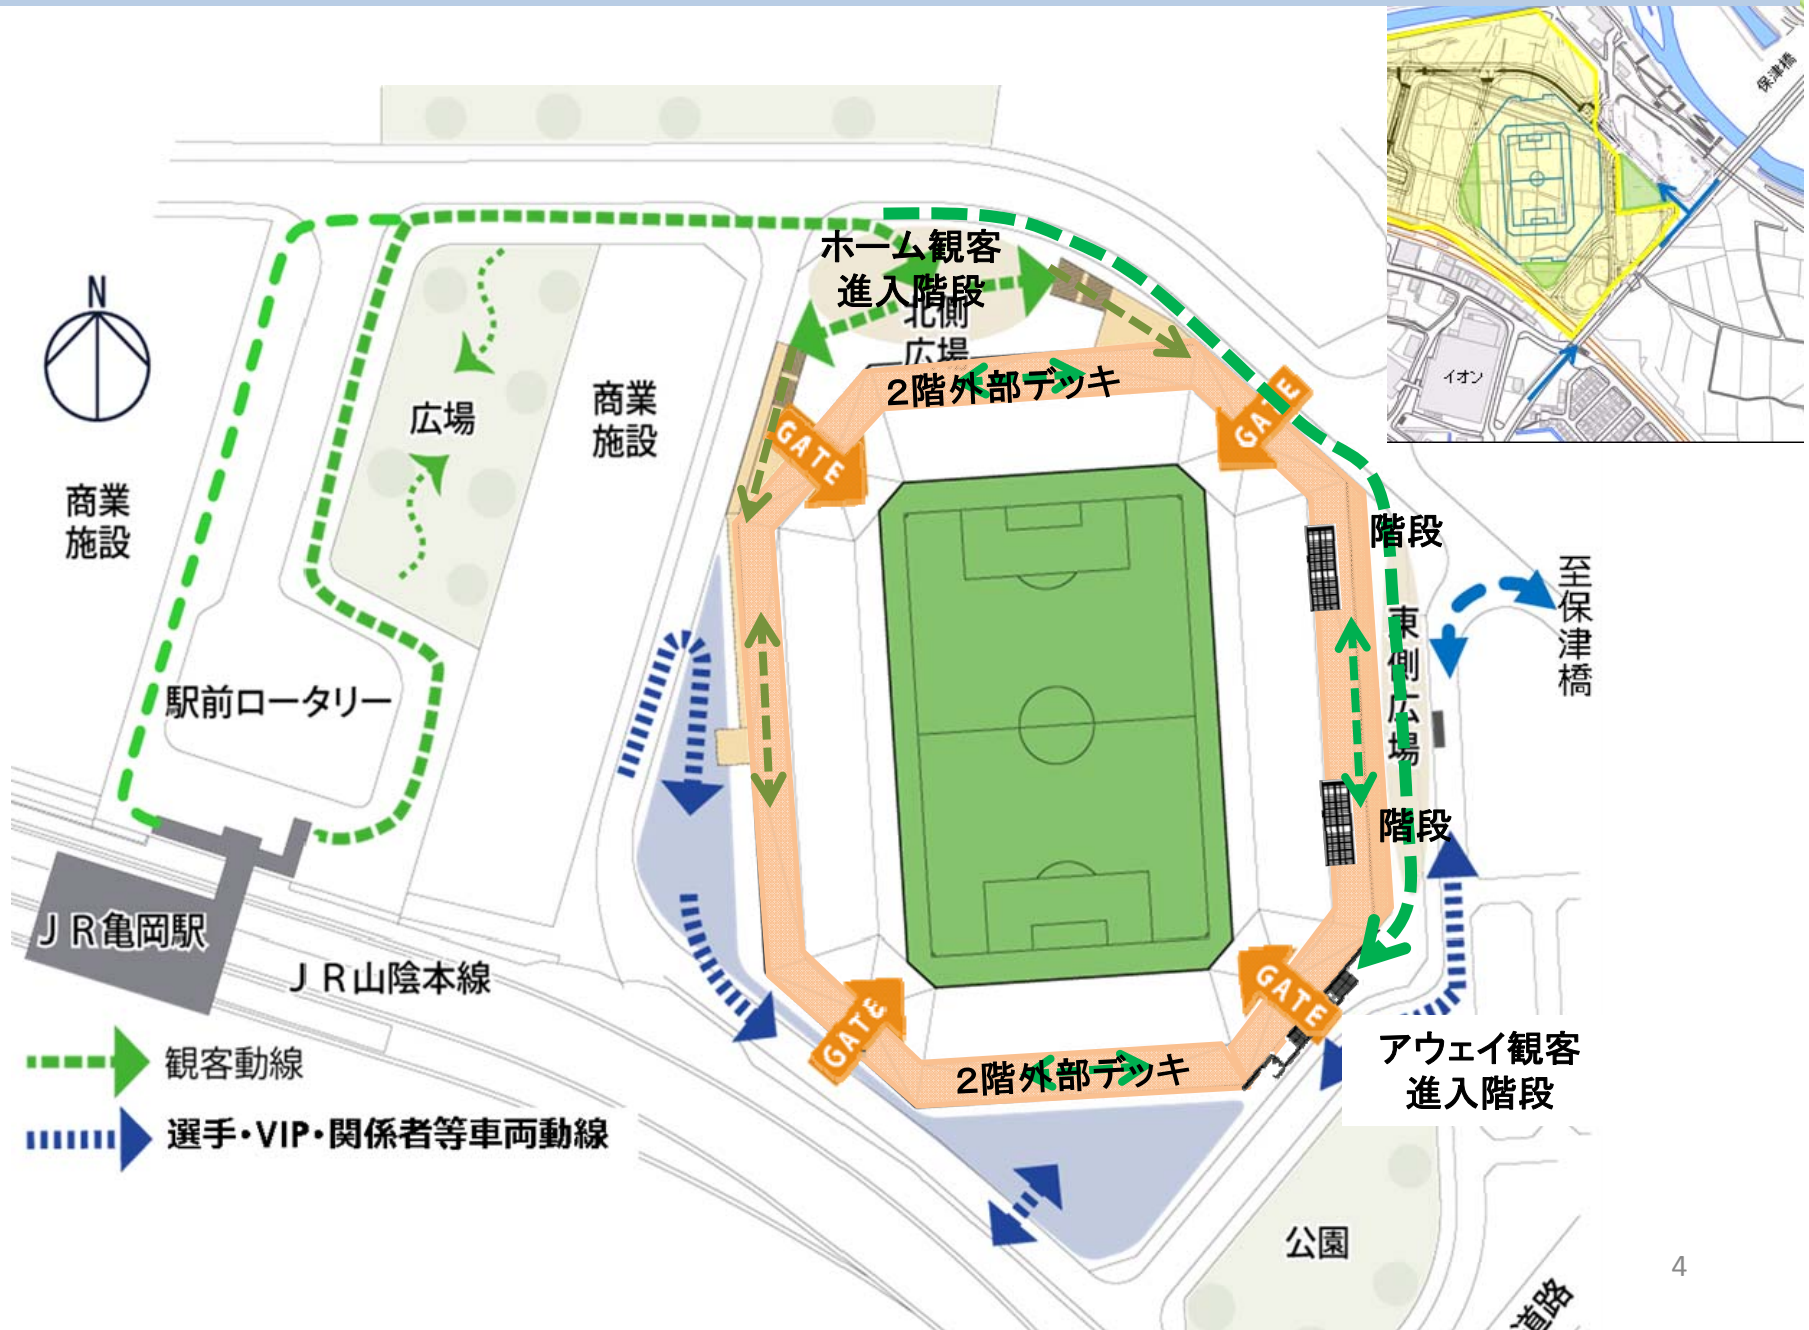 保津橋
イオン
N
ホーム観客
進入階段
北側
広場
2階外部デッキ
GATE
GATE
広場
商業
施設
商業
施設
階段
至保津橋
東側広場
駅前ロータリー
階段
JR亀岡駅
JR山陰本線
GATE
GATE
観客動線
選手・VIP・関係者等車両動線
2階外部デッキ
アウェイ観客
進入階段
公園
4
道路